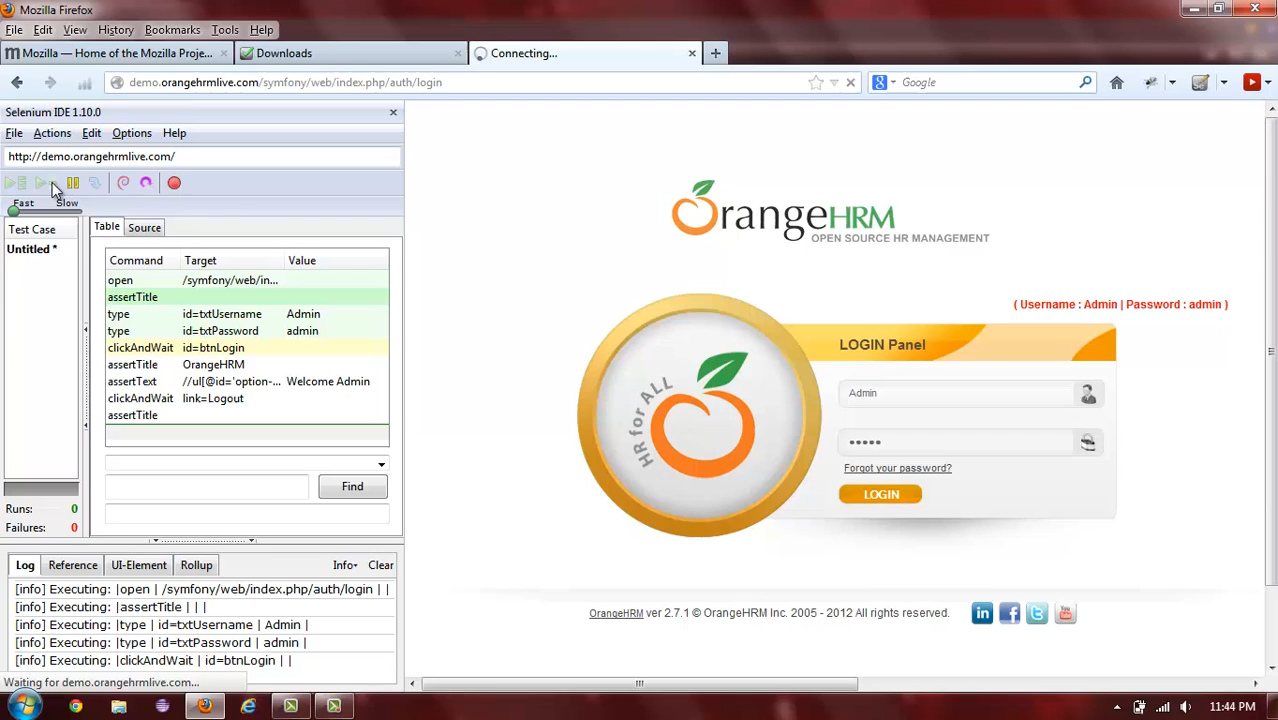 Mozilla Firefox
File Edit View History Bookmarks Tools Help
Mozilla — Home of the Mozilla Proje...
Downloads
Connecting...
demo.orangehrmlive.com/symfony/web/index.php/auth/login
Google
Selenium IDE 1.10.0
File Actions Edit Options Help
http://demo.orangehrmlive.com/
Fast Slow
Test Case
Untitled *
Table Source
Command Target Value
open /symfony/web/in...
assertTitle
type id=txtUsername Admin
type id=txtPassword admin
clickAndWait id=btnLogin
assertTitle OrangeHRM
assertText //ul[@id='option-... Welcome Admin
clickAndWait link=Logout
assertTitle
Find
Runs: 0
Failures: 0
Log Reference UI-Element Rollup Info Clear
[info] Executing: |open | /symfony/web/index.php/auth/login | |
[info] Executing: |assertTitle | | |
[info] Executing: |type | id=txtUsername | Admin |
[info] Executing: |type | id=txtPassword | admin |
[info] Executing: |clickAndWait | id=btnLogin | |
Waiting for demo.orangehrmlive.com...
OrangeHRM
OPEN SOURCE HR MANAGEMENT
( Username : Admin | Password : admin )
HR for ALL
LOGIN Panel
Admin
•••••
Forgot your password?
LOGIN
OrangeHRM ver 2.7.1 © OrangeHRM Inc. 2005 - 2012 All rights reserved.
in f t You Tube
11:44 PM